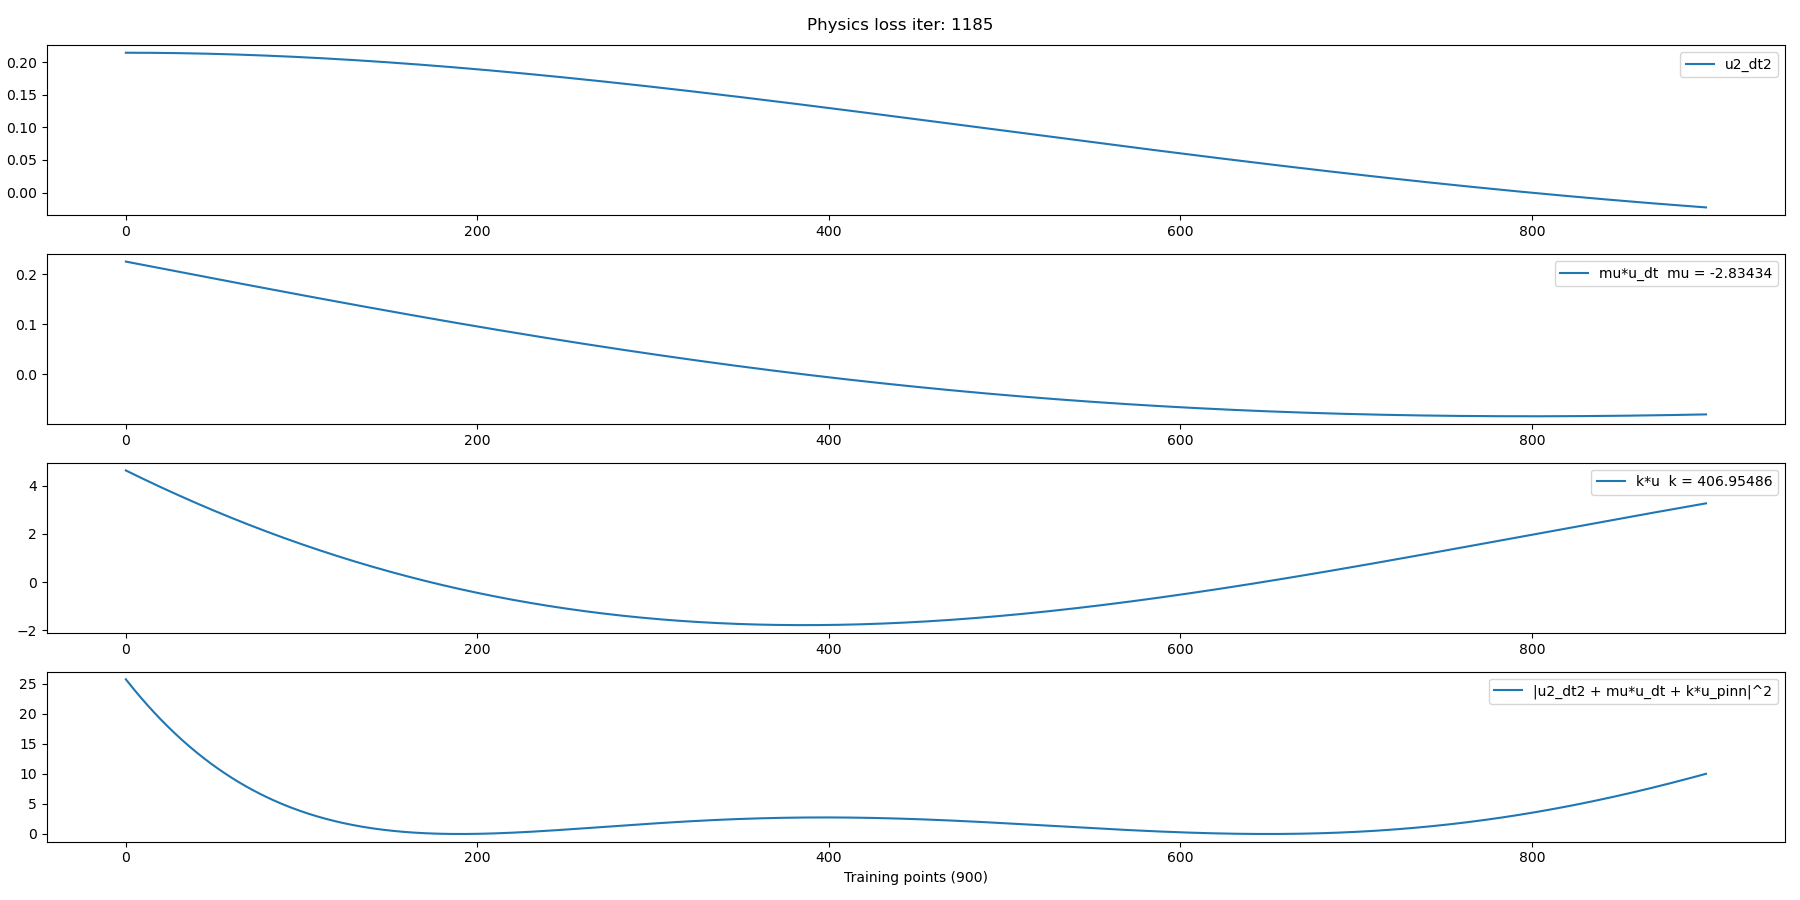 Physics loss iter: 1185
0.20
0.15
0.10
0.05
0.00
u2_dt2
0 200 400 600 800
0.2
0.1
0.0
mu*u_dt  mu = -2.83434
0 200 400 600 800
4
2
0
−2
k*u  k = 406.95486
0 200 400 600 800
25
20
15
10
5
0
|u2_dt2 + mu*u_dt + k*u_pinn|^2
0 200 400 600 800
Training points (900)